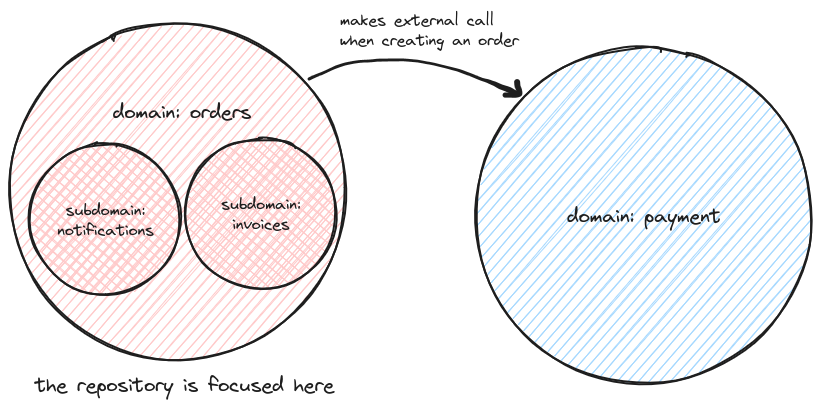 makes external call
when creating an order
domain: orders
subdomain:
notifications
subdomain:
invoices
domain: payment
the repository is focused here